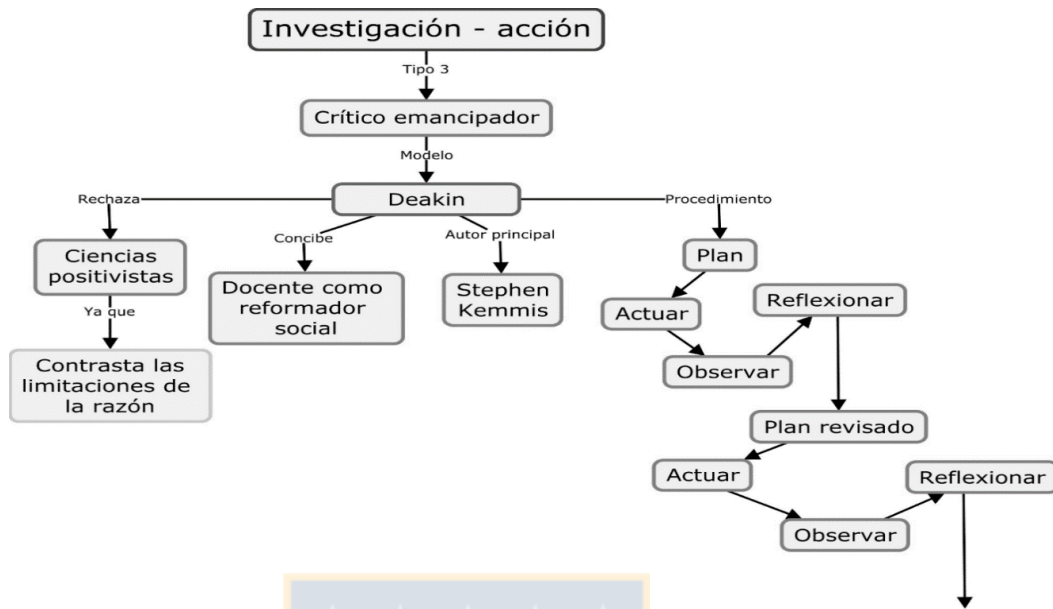 Investigación - acción
Tipo 3
Crítico emancipador
Modelo
Deakin
Rechaza
Ciencias
positivistas
Ya que
Contrasta las
limitaciones de
la razón
Concibe
Docente como
reformador
social
Autor principal
Stephen
Kemmis
Procedimiento
Plan
Actuar
Observar
Reflexionar
Plan revisado
Actuar
Observar
Reflexionar